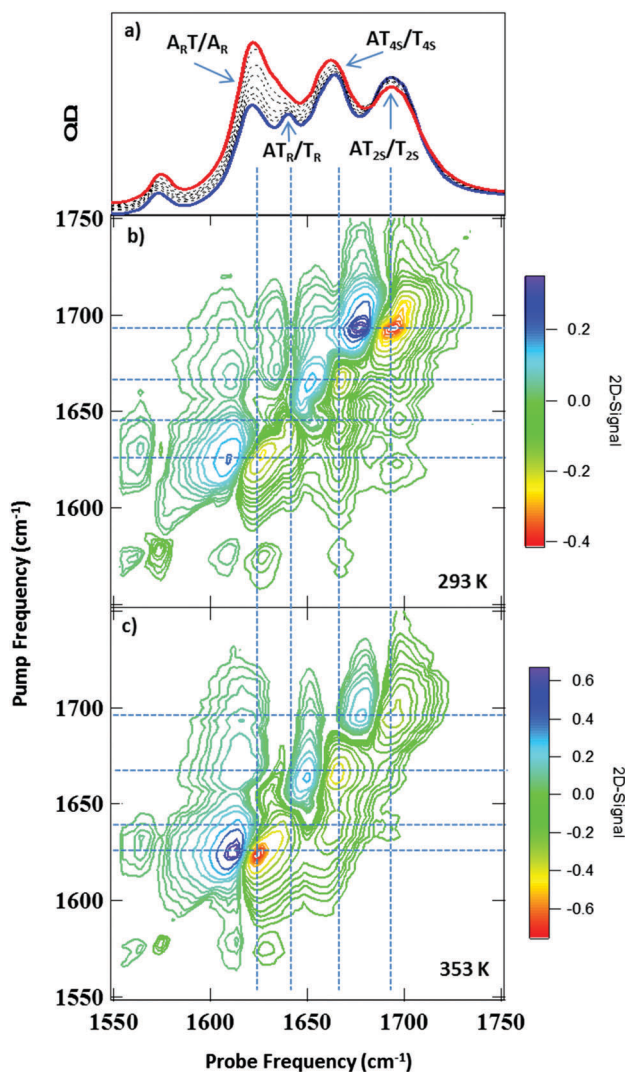 a)
A_RT/A_R
AT_4S/T_4S
OD
AT_R/T_R
AT_2S/T_2S
1750
b)
1700
0.2
1650
0.0
2D-Signal
-0.2
1600
-0.4
293 K
Pump Frequency (cm⁻¹)
c)
0.6
1700
0.4
0.2
1650
0.0
2D-Signal
-0.2
1600
-0.4
-0.6
353 K
1550
1550 1600 1650 1700 1750
Probe Frequency (cm⁻¹)